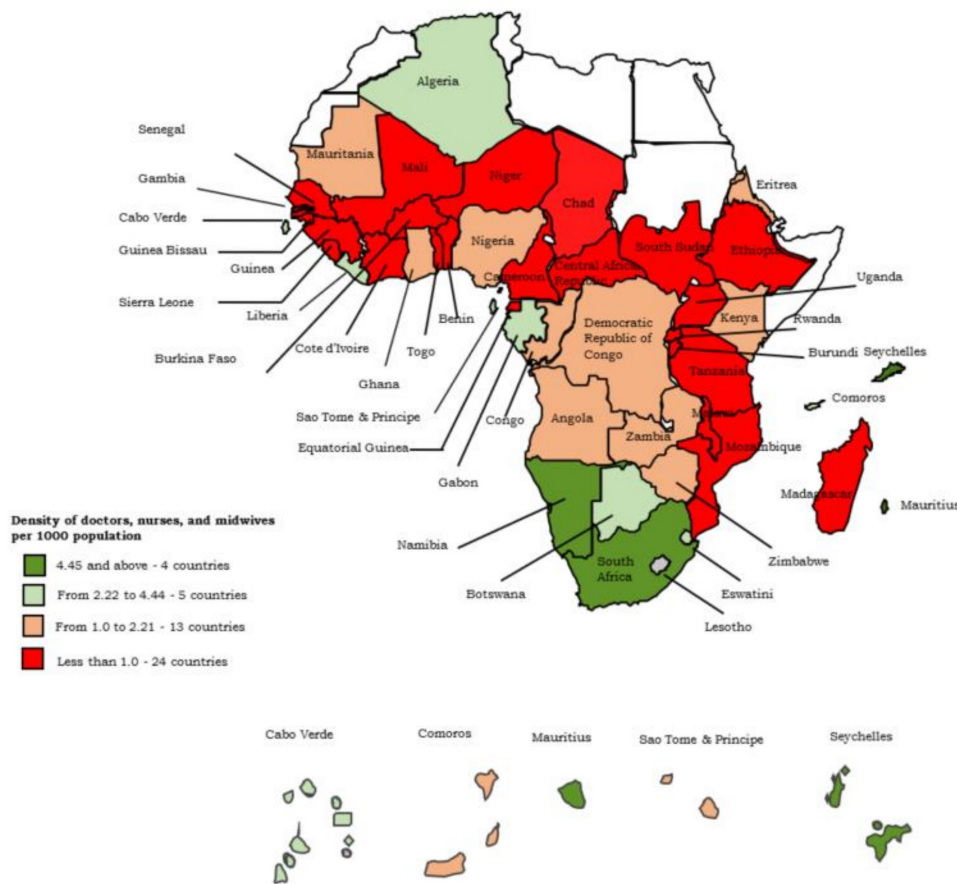 Algeria
Senegal
Mauritania
Mali
Niger
Eritrea
Gambia
Chad
Cabo Verde
Nigeria
South Sudan
Ethiopia
Guinea Bissau
Guinea
Cameroon
Central African
Republic
Uganda
Sierra Leone
Liberia
Benin
Kenya
Rwanda
Burkina Faso
Cote d'Ivoire
Togo
Democratic
Republic of
Congo
Burundi
Seychelles
Ghana
Tanzania
Sao Tome & Principe
Congo
Angola
Comoros
Equatorial Guinea
Zambia
Mozambique
Gabon
Madagascar
Mauritius
Density of doctors, nurses, and midwives
per 1000 population
Namibia
Zimbabwe
4.45 and above - 4 countries
South
Africa
Botswana
Eswatini
From 2.22 to 4.44 - 5 countries
Lesotho
From 1.0 to 2.21 - 13 countries
Less than 1.0 - 24 countries
Cabo Verde
Comoros
Mauritius
Sao Tome & Principe
Seychelles